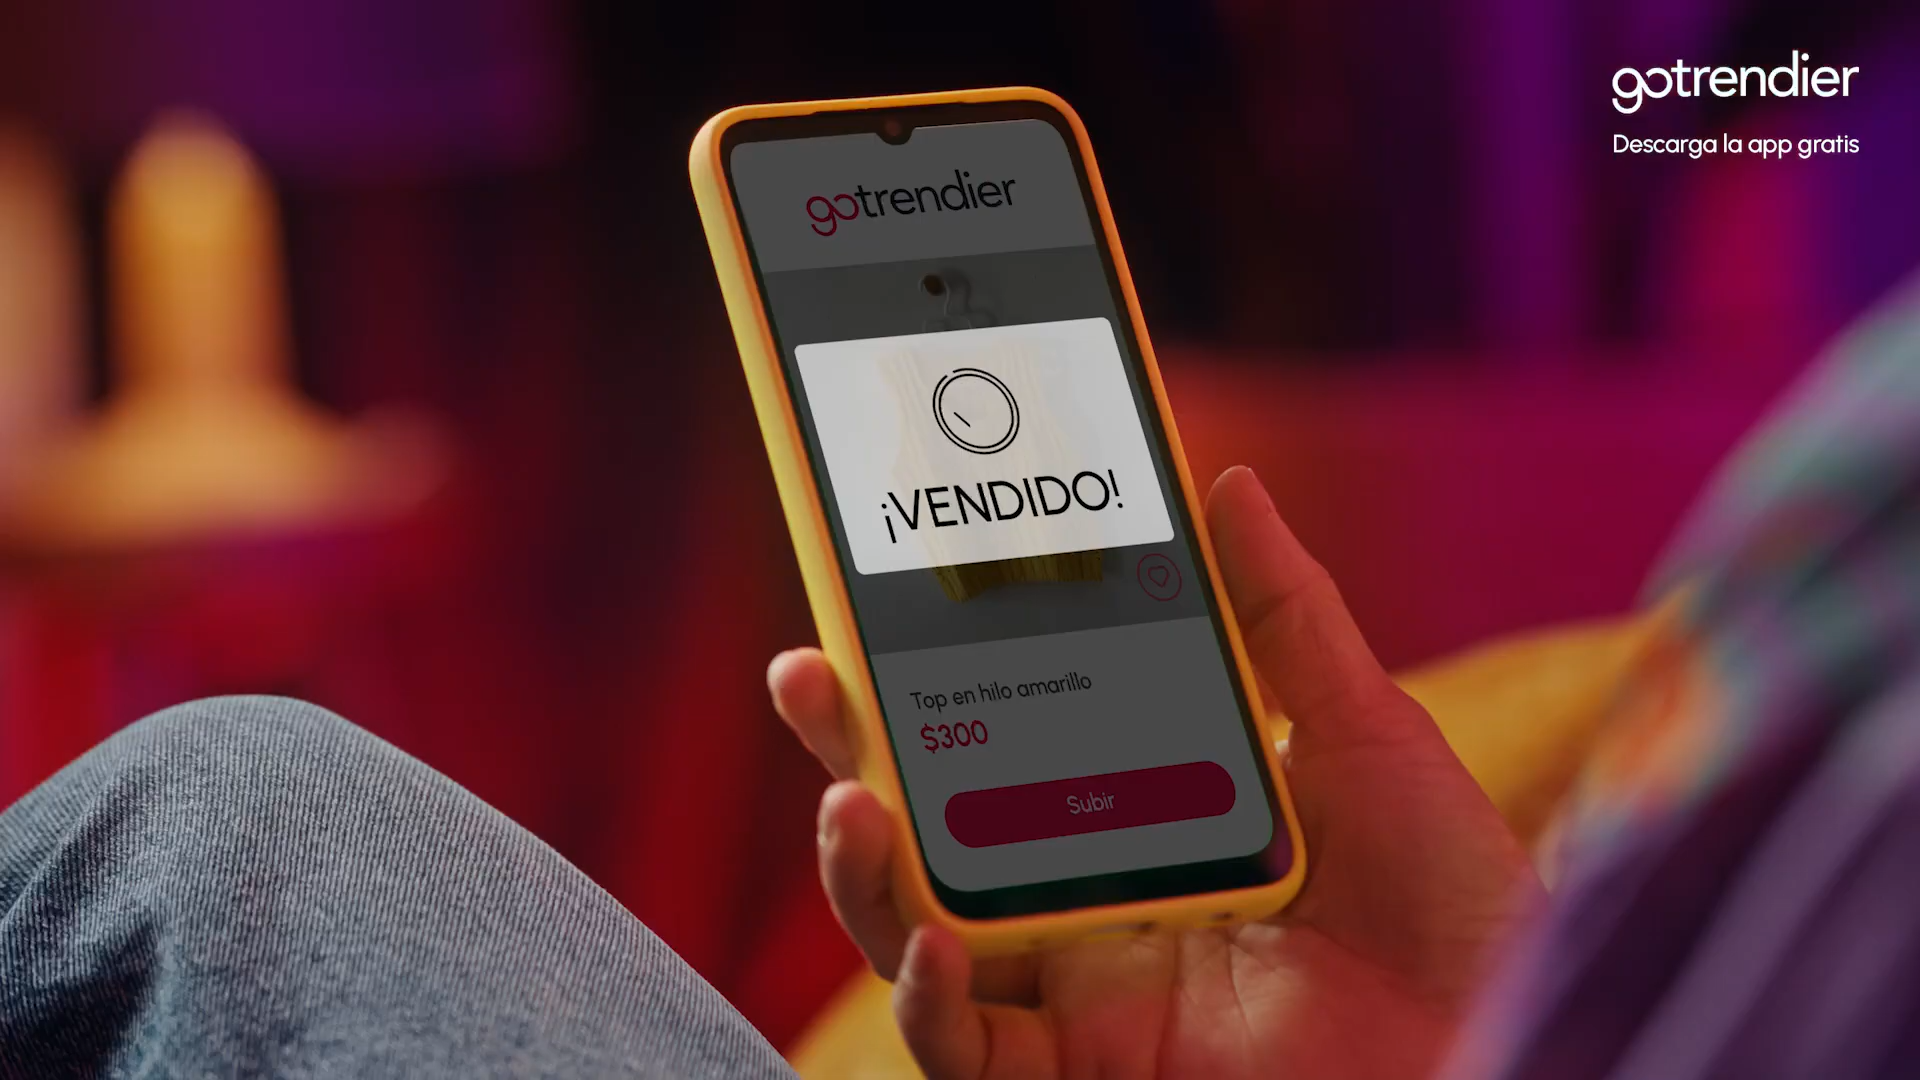 gotrendier
Descarga la app gratis
gotrendier
¡VENDIDO!
Top en hilo amarillo
$300
Subir